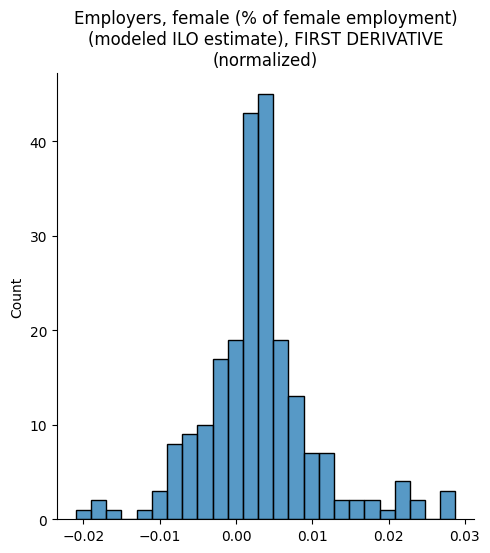 Employers, female (% of female employment)
(modeled ILO estimate), FIRST DERIVATIVE
(normalized)
Count
40
30
20
10
0
−0.02
−0.01
0.00
0.01
0.02
0.03